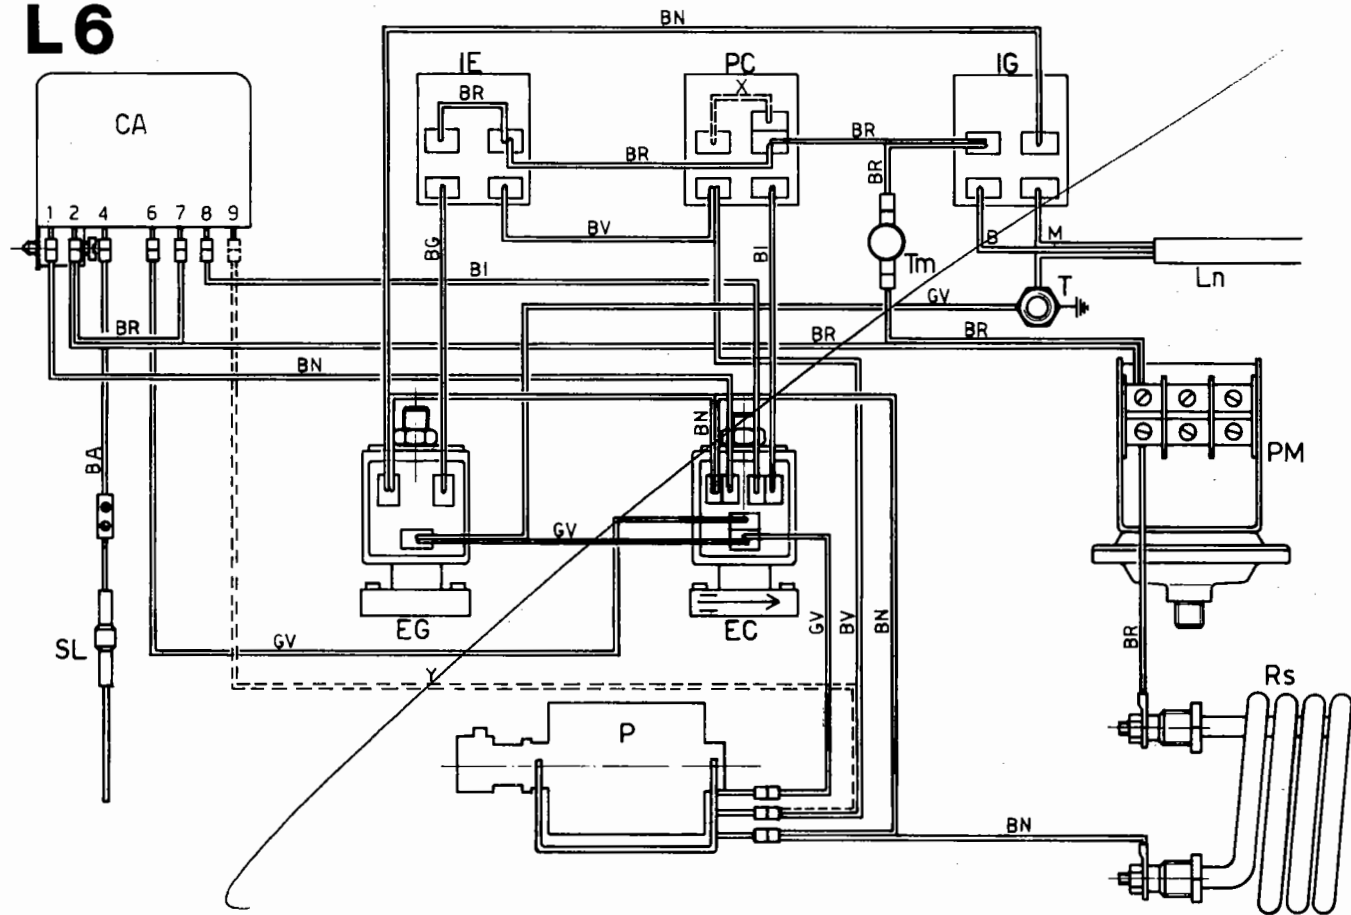 L6
BN
IE
PC
IG
CA
BR
X
BR
BR
BR
1 2 4 6 7 8 9
BV
B
M
BG
BI
BI
Tm
Ln
GV
T
BR
BR
BR
BN
BN
BA
PM
GV
EG
EC
GV
BV
BN
GV
SL
BR
Y
Rs
P
BN